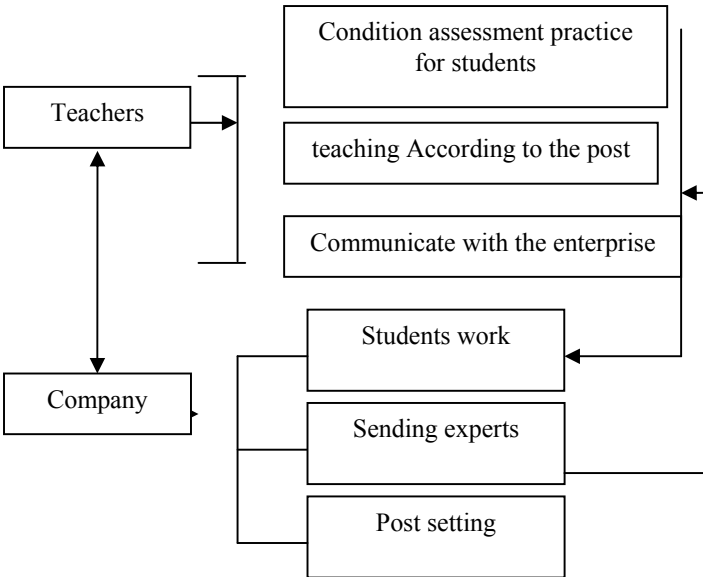 Condition assessment practice
for students
Teachers
teaching According to the post
Communicate with the enterprise
Students work
Company
Sending experts
Post setting